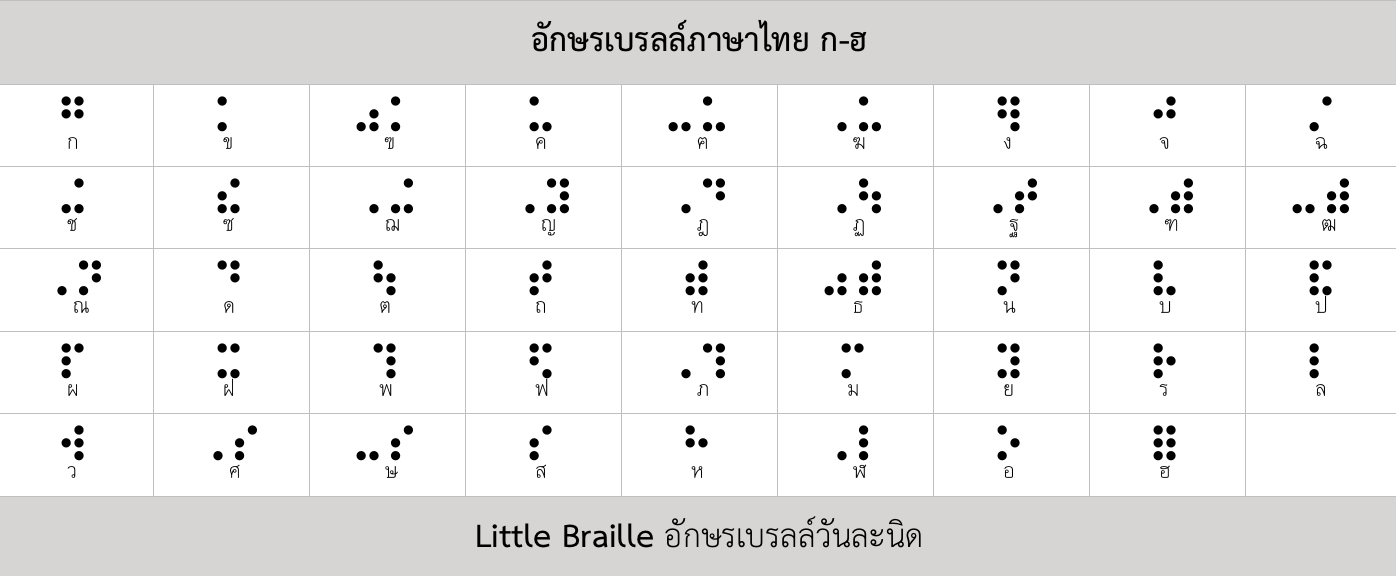 อักษรเบรลล์ภาษาไทย ก-ฮ
ก ข ฃ ค ฅ ฆ ง จ ฉ
ช ซ ฌ ญ ฎ ฏ ฐ ฑ ฒ
ณ ด ต ถ ท ธ น บ ป
ผ ฝ พ ฟ ภ ม ย ร ล
ว ศ ษ ส ห ฬ อ ฮ
Little Braille อักษรเบรลล์วันละนิด